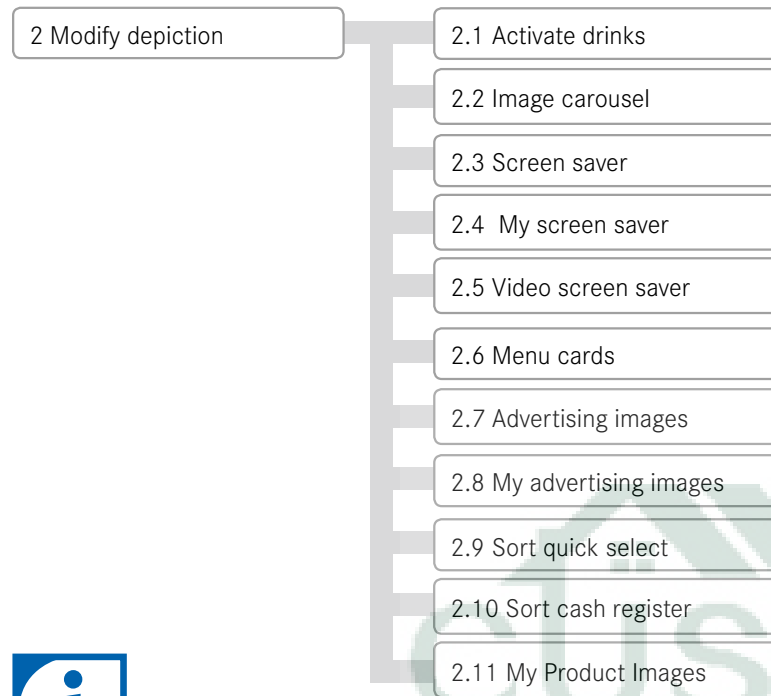 2 Modify depiction
2.1 Activate drinks
2.2 Image carousel
2.3 Screen saver
2.4 My screen saver
2.5 Video screen saver
2.6 Menu cards
2.7 Advertising images
2.8 My advertising images
2.9 Sort quick select
2.10 Sort cash register
2.11 My Product Images